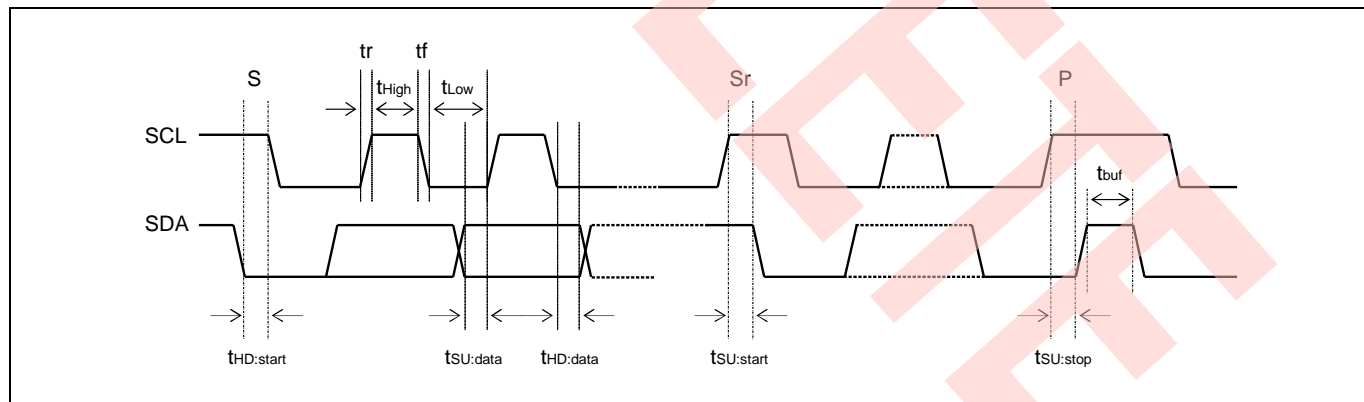 tr tf
S tHigh tLow Sr P
SCL
tbuf
SDA
tHD:start tSU:data tHD:data tSU:start tSU:stop